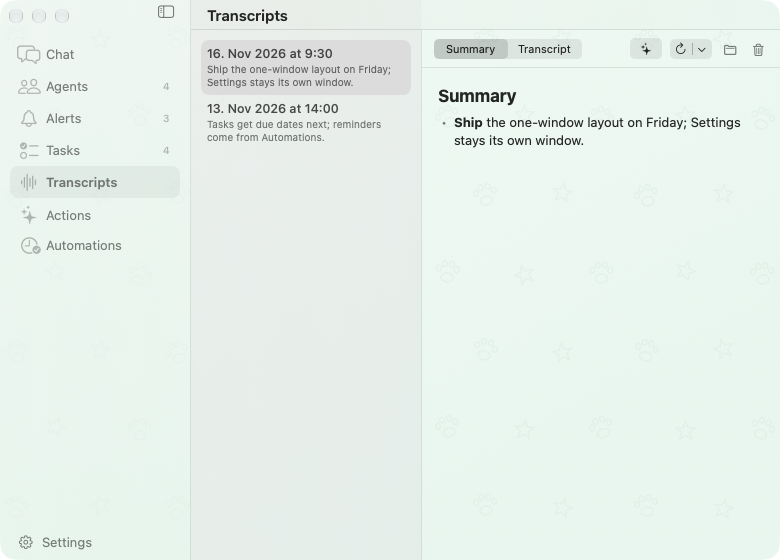 Chat
Agents 4
Alerts 3
Tasks 4
Transcripts
Actions
Automations
Settings
Transcripts
16. Nov 2026 at 9:30
Ship the one-window layout on Friday;
Settings stays its own window.
13. Nov 2026 at 14:00
Tasks get due dates next; reminders
come from Automations.
Summary Transcript
Summary
• Ship the one-window layout on Friday; Settings
stays its own window.